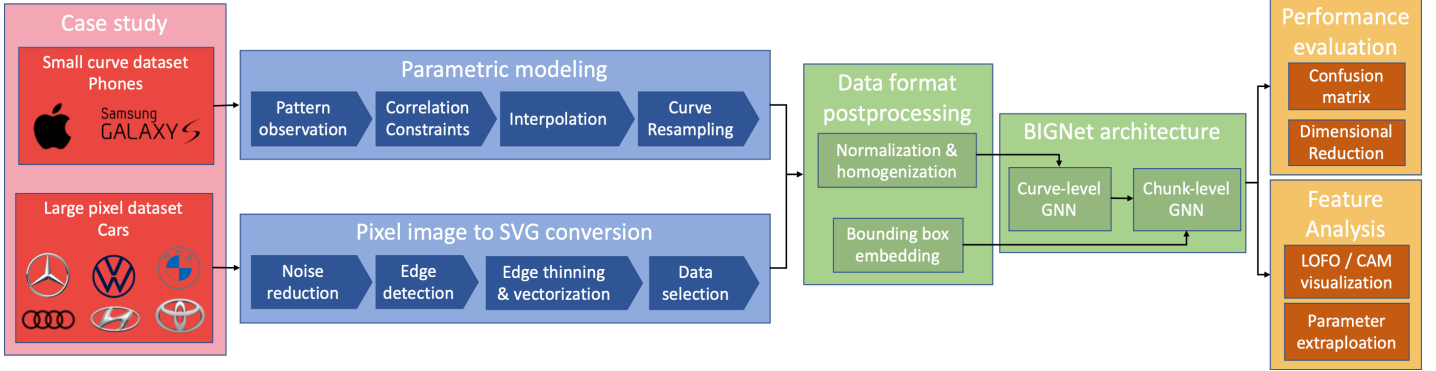 Case study
Small curve dataset
Phones
Samsung
GALAXY S
Large pixel dataset
Cars
Parametric modeling
Pattern
observation
Correlation
Constraints
Interpolation
Curve
Resampling
Pixel image to SVG conversion
Noise
reduction
Edge
detection
Edge thinning
& vectorization
Data
selection
Data format
postprocessing
Normalization &
homogenization
Bounding box
embedding
BIGNet architecture
Curve-level
GNN
Chunk-level
GNN
Performance
evaluation
Confusion
matrix
Dimensional
Reduction
Feature
Analysis
LOFO / CAM
visualization
Parameter
extraploation